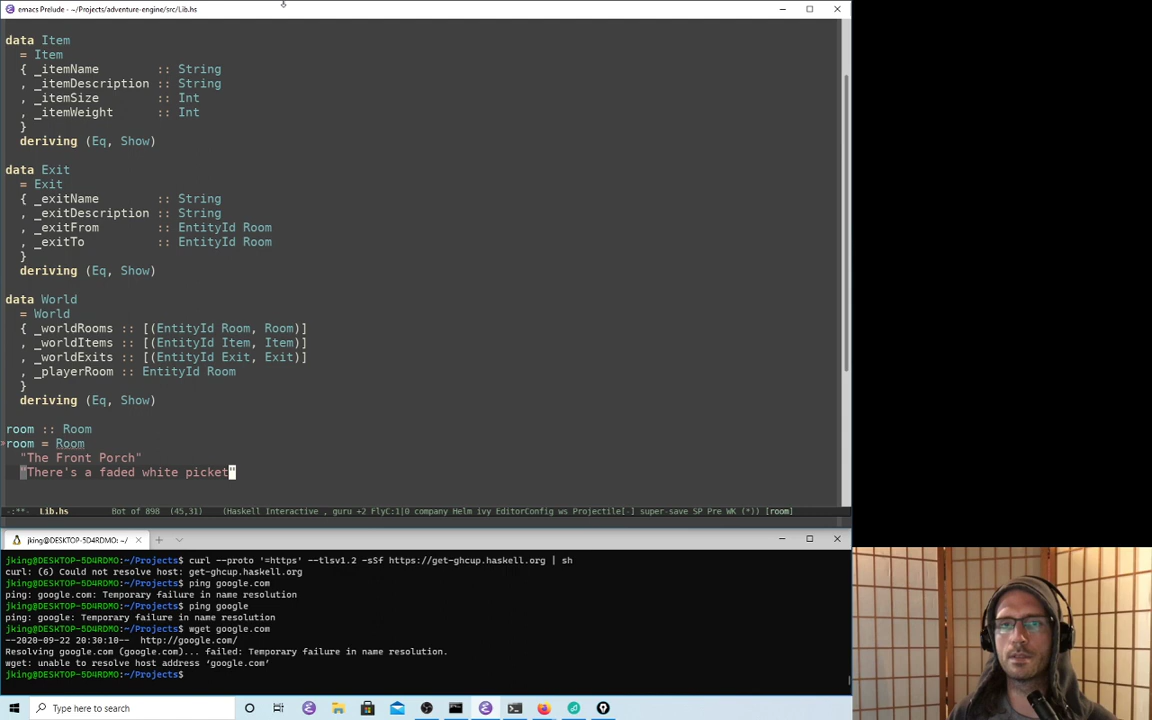 emacs Prelude - ~/Projects/adventure-engine/src/Lib.hs
data Item
= Item
{ _itemName :: String
, _itemDescription :: String
, _itemSize :: Int
, _itemWeight :: Int
}
deriving (Eq, Show)
data Exit
= Exit
{ _exitName :: String
, _exitDescription :: String
, _exitFrom :: EntityId Room
, _exitTo :: EntityId Room
}
deriving (Eq, Show)
data World
= World
{ _worldRooms :: [(EntityId Room, Room)]
, _worldItems :: [(EntityId Item, Item)]
, _worldExits :: [(EntityId Exit, Exit)]
, _playerRoom :: EntityId Room
}
deriving (Eq, Show)
room :: Room
room = Room
"The Front Porch"
"There's a faded white picket"
-:**- Lib.hs Bot of 898 (45,31) (Haskell Interactive , guru +2 FlyC:1|0 company Helm ivy EditorConfig ws Projectile[-] super-save SP Pre WK (*)) [room]
jking@DESKTOP-5D4RDMO: ~/
jking@DESKTOP-5D4RDMO:~/Projects$ curl --proto '=https' --tlsv1.2 -sSf https://get-ghcup.haskell.org | sh
curl: (6) Could not resolve host: get-ghcup.haskell.org
jking@DESKTOP-5D4RDMO:~/Projects$ ping google.com
ping: google.com: Temporary failure in name resolution
jking@DESKTOP-5D4RDMO:~/Projects$ ping google
ping: google: Temporary failure in name resolution
jking@DESKTOP-5D4RDMO:~/Projects$ wget google.com
--2020-09-22 20:30:10-- http://google.com/
Resolving google.com (google.com)... failed: Temporary failure in name resolution.
wget: unable to resolve host address ‘google.com’
jking@DESKTOP-5D4RDMO:~/Projects$
Type here to search